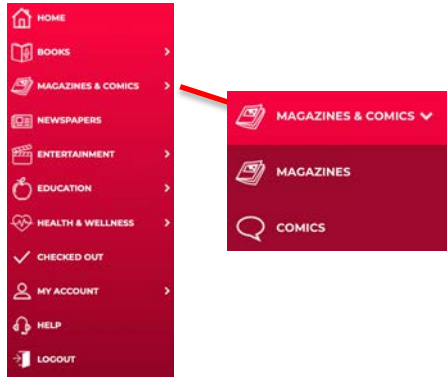 HOME
BOOKS
MAGAZINES & COMICS
NEWSPAPERS
ENTERTAINMENT
EDUCATION
HEALTH & WELLNESS
CHECKED OUT
MY ACCOUNT
HELP
LOGOUT
MAGAZINES & COMICS
MAGAZINES
COMICS